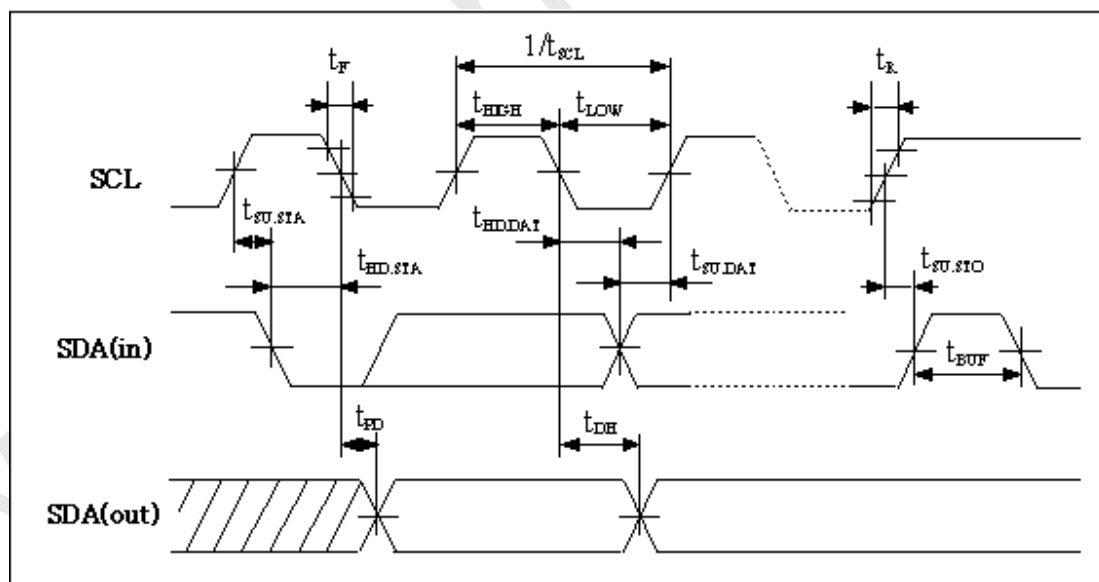 1/tSCL
tF
tR
tHIGH
tLOW
SCL
tSU.STA
tHD.DAT
tHD.STA
tSU.DAT
tSU.STO
SDA(in)
tBUF
tPD
tDH
SDA(out)